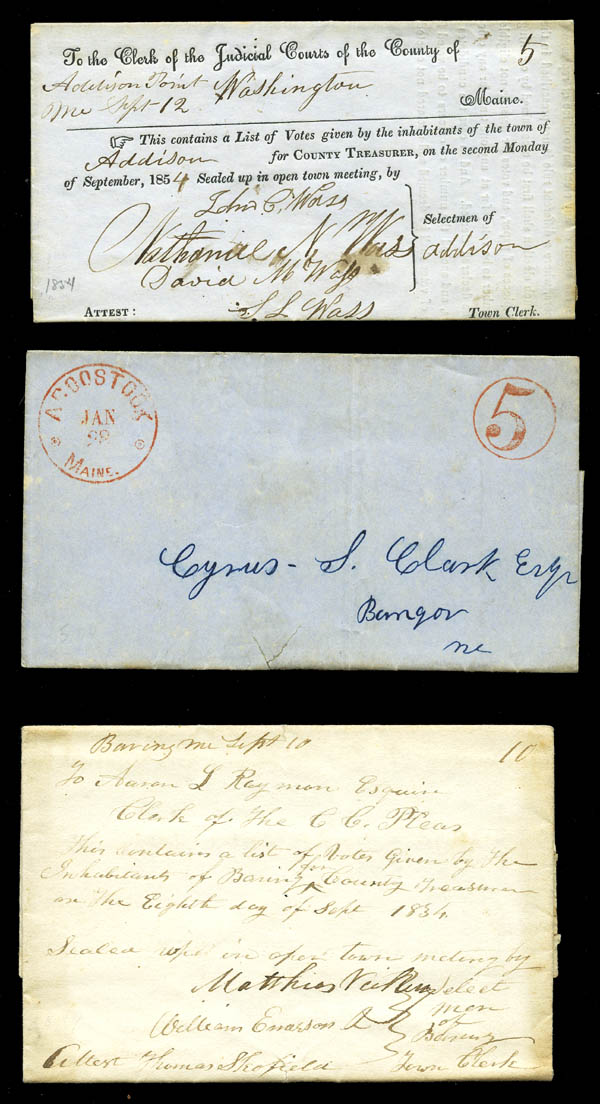 To the Clerk of the Judicial Courts of the County of 5
Addison Point Washington
Me Sept 12 Maine.
This contains a List of Votes given by the inhabitants of the town of
Addison for COUNTY TREASURER, on the second Monday
of September, 1854 Sealed up in open town meeting, by
Nathaniel N. Wass
Selectmen of
Addison
David M Wass
1854
ATTEST: S L Wass Town Clerk.
AROOSTOOK
JAN
MAINE.
5
Cyrus S. Clark Esqr
Bangor
Me
Baring Me Sept 10 10
To Aaron L Raymon Esquire
Clerk of the C C. Pleas
This contains a list of Votes Given by the
Inhabitants of Baring for County Treasurer
on The Eighth day of Sept 1834
Sealed up in open town meeting by
Matthias Select
men
of
William Emerson Jr Baring
Attest Thomas Shofield Town Clerk